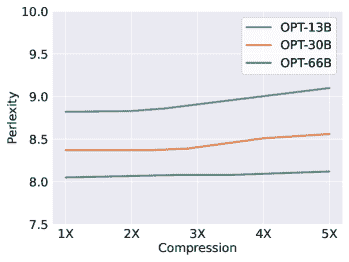 10.0
9.5
9.0
8.5
8.0
7.5
Perlexity
OPT-13B
OPT-30B
OPT-66B
1X 2X 3X 4X 5X
Compression